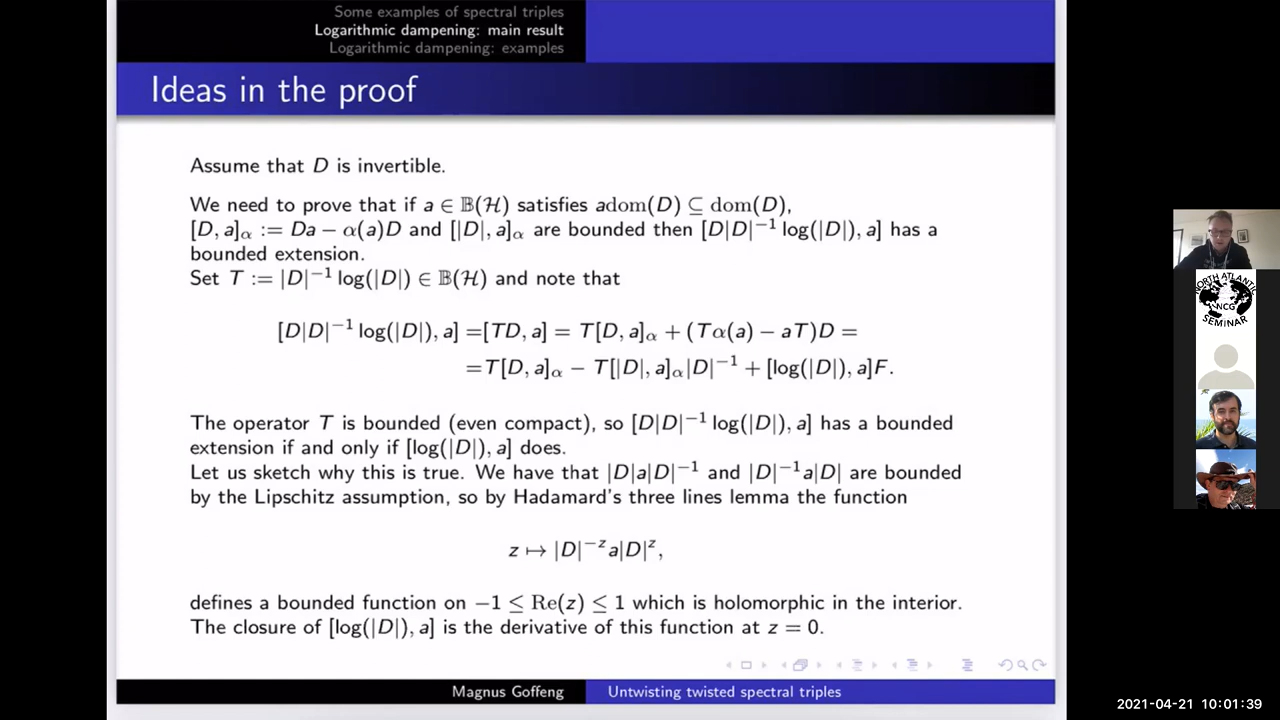 Some examples of spectral triples
Logarithmic dampening: main result
Logarithmic dampening: examples
Ideas in the proof
Assume that D is invertible.
We need to prove that if a ∈ 𝔹(ℋ) satisfies adom(D) ⊆ dom(D),
[D, a]_α := Da − α(a)D and [|D|, a]_α are bounded then [D|D|⁻¹ log(|D|), a] has a
bounded extension.
Set T := |D|⁻¹ log(|D|) ∈ 𝔹(ℋ) and note that
[D|D|⁻¹ log(|D|), a] =[TD, a] = T[D, a]_α + (Tα(a) − aT)D =
=T[D, a]_α − T[|D|, a]_α|D|⁻¹ + [log(|D|), a]F.
The operator T is bounded (even compact), so [D|D|⁻¹ log(|D|), a] has a bounded
extension if and only if [log(|D|), a] does.
Let us sketch why this is true. We have that |D|a|D|⁻¹ and |D|⁻¹a|D| are bounded
by the Lipschitz assumption, so by Hadamard's three lines lemma the function
z ↦ |D|⁻ᶻa|D|ᶻ,
defines a bounded function on −1 ≤ Re(z) ≤ 1 which is holomorphic in the interior.
The closure of [log(|D|), a] is the derivative of this function at z = 0.
Magnus Goffeng
Untwisting twisted spectral triples
NORTH ATLANTIC
NCG
SEMINAR
2021-04-21 10:01:39